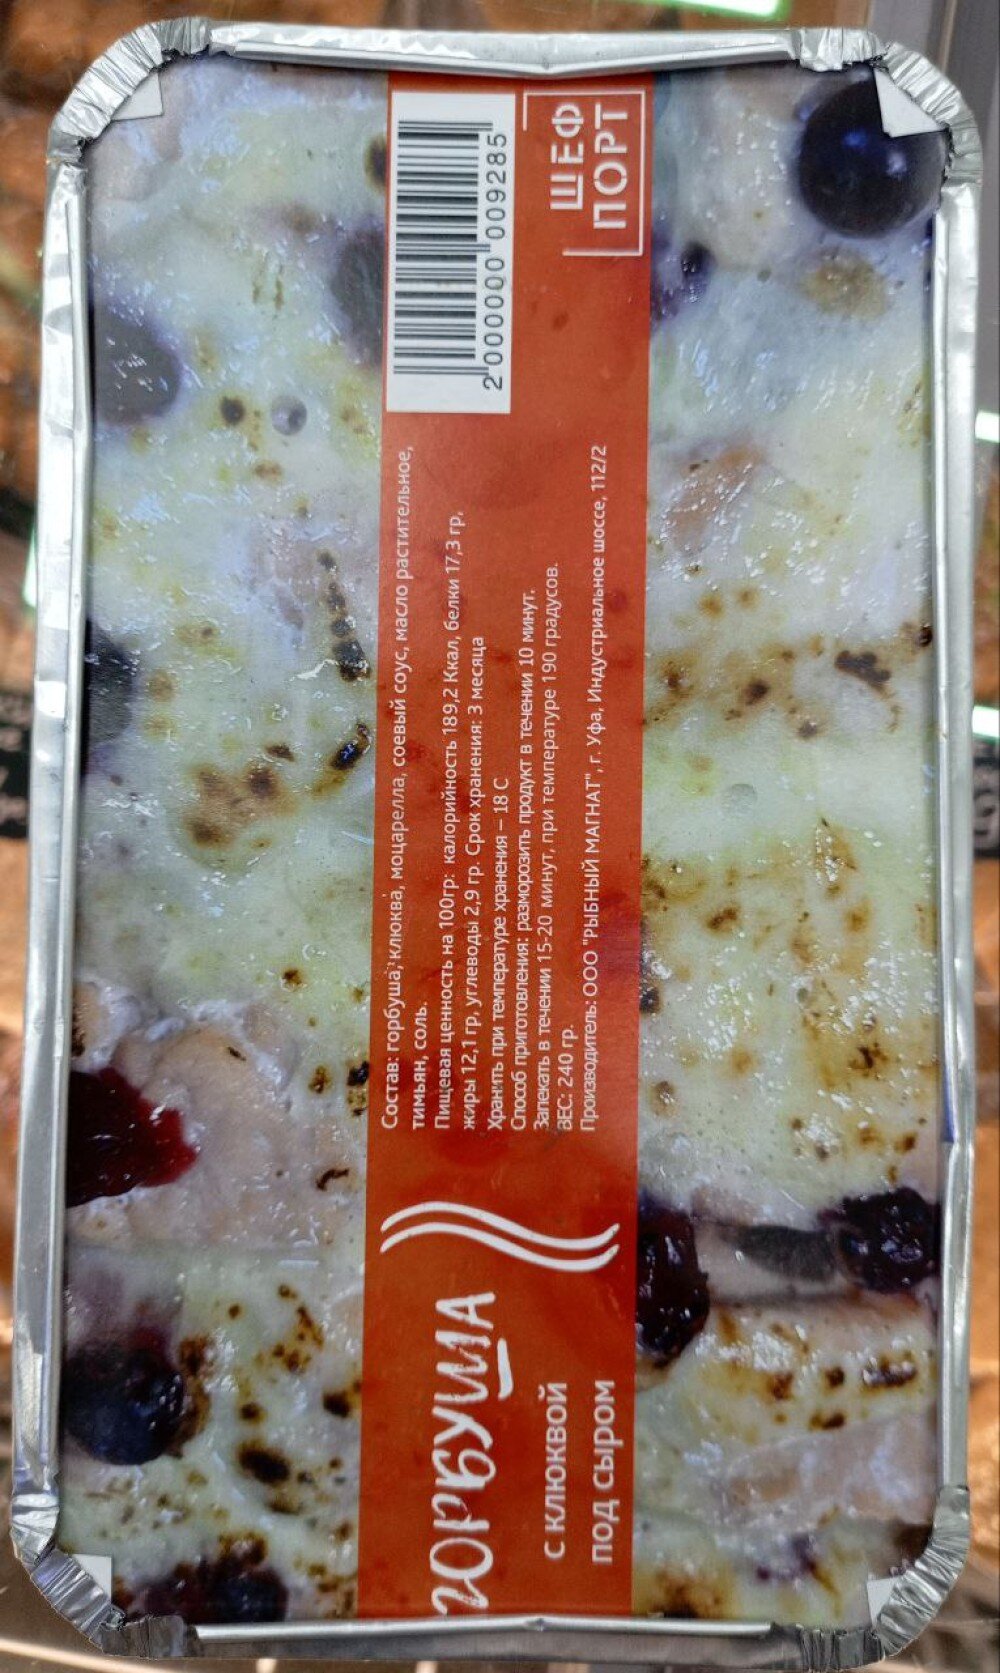 ГОРБУША
С КЛЮКВОЙ
ПОД СЫРОМ
Состав: горбуша, клюква, моцарелла, соевый соус, масло растительное,
тимьян, соль.
Пищевая ценность на 100гр: калорийность 189,2 Ккал, белки 17,3 гр,
жиры 12,1 гр, углеводы 2,9 гр. Срок хранения: 3 месяца
Хранить при температуре хранения – 18 С
Способ приготовления: разморозить продукт в течении 10 минут.
Запекать в течении 15-20 минут, при температуре 190 градусов.
ВЕС: 240 гр.
Производитель: ООО "РЫБНЫЙ МАГНАТ", г. Уфа, Индустриальное шоссе, 112/2
2 000000 009285
ШЕФ
ПОРТ